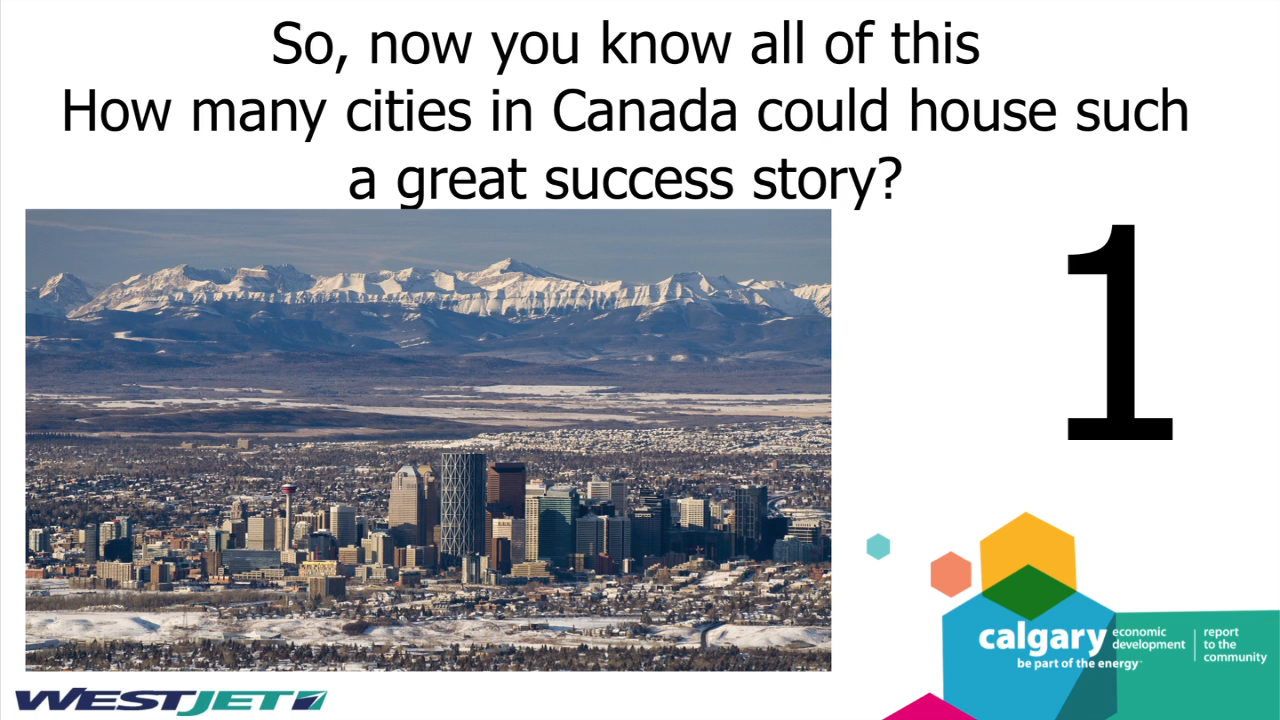 So, now you know all of this
How many cities in Canada could house such
a great success story?
1
calgary economic development | report to the community
be part of the energy
WESTJET